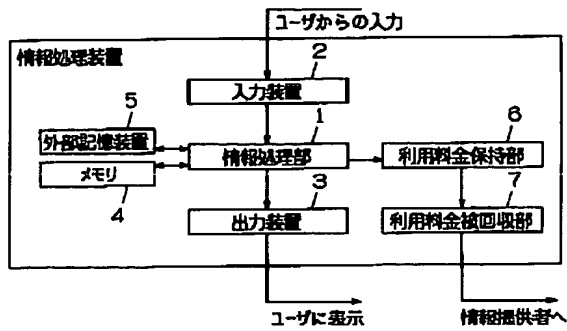 ユーザからの入力
情報処理装置
2
入力装置
5
1
6
外部記憶装置
情報処理部
利用料金保持部
メモリ
4
3
7
出力装置
利用料金被回収部
ユーザに表示
情報提供者へ